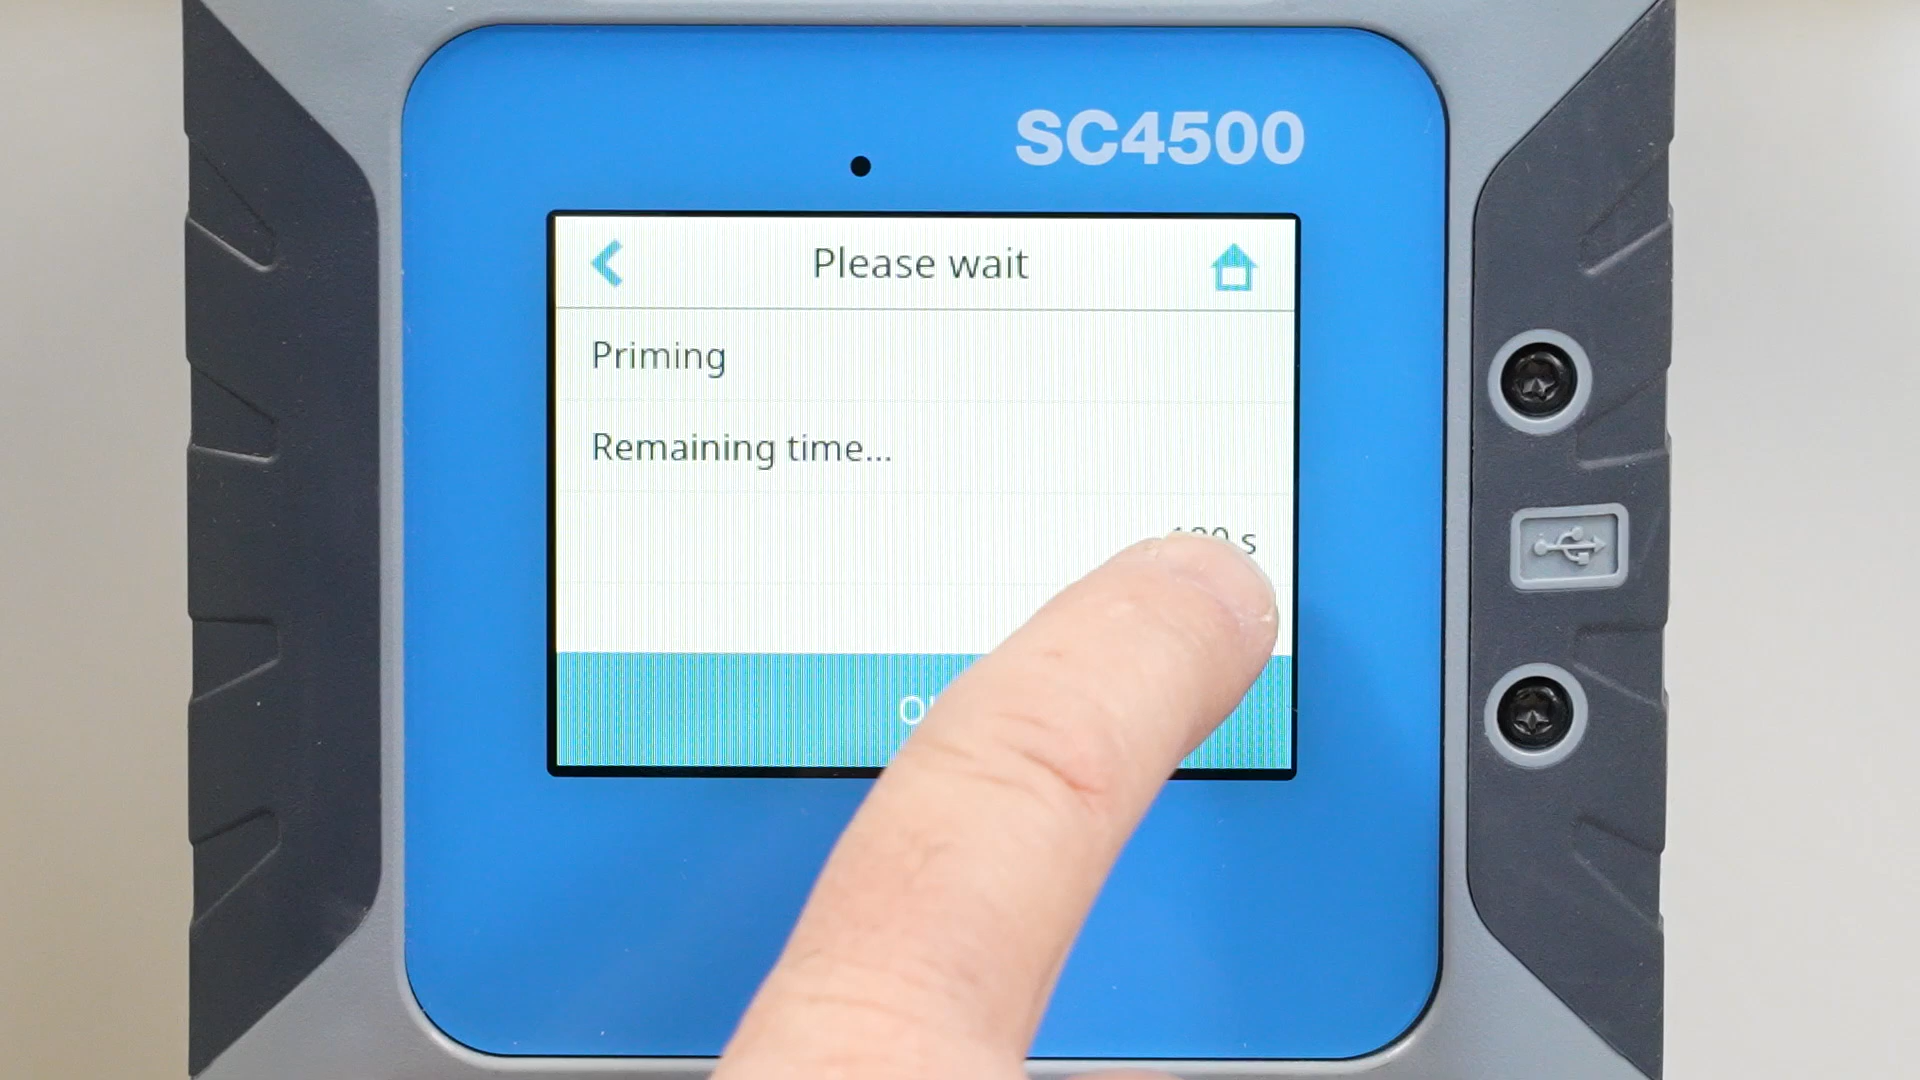 SC4500
Please wait
Priming
Remaining time...
s